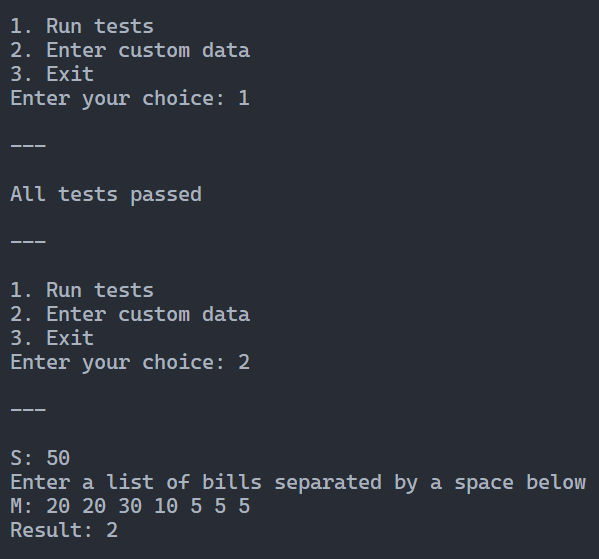 1. Run tests
2. Enter custom data
3. Exit
Enter your choice: 1
---
All tests passed
---
1. Run tests
2. Enter custom data
3. Exit
Enter your choice: 2
---
S: 50
Enter a list of bills separated by a space below
M: 20 20 30 10 5 5 5
Result: 2